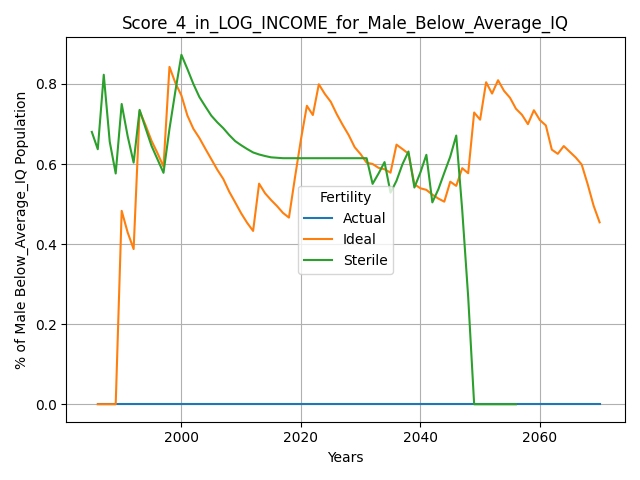 Score_4_in_LOG_INCOME_for_Male_Below_Average_IQ
% of Male Below_Average_IQ Population
0.8
0.6
0.4
0.2
0.0
Fertility
Actual
Ideal
Sterile
2000
2020
2040
2060
Years